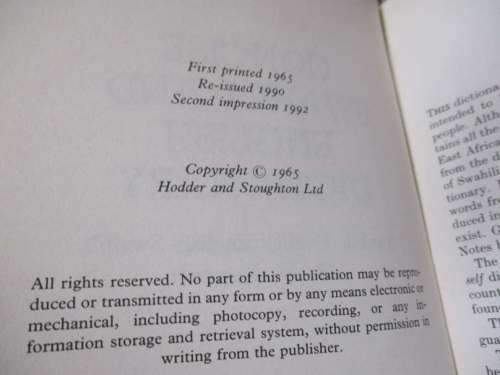 First printed 1965
Re-issued 1990
Second impression 1992
Copyright © 1965
Hodder and Stoughton Ltd
All rights reserved. No part of this publication may be repro-
duced or transmitted in any form or by any means electronic or
mechanical, including photocopy, recording, or any in-
formation storage and retrieval system, without permission in
writing from the publisher.
THIS dictiona
intended to
people. Alth
tains all the
East Africa
from the d
of Swahili
tionary.
words fr
duced in
exist. G
Notes
The
self di
count
foun
Th
gua